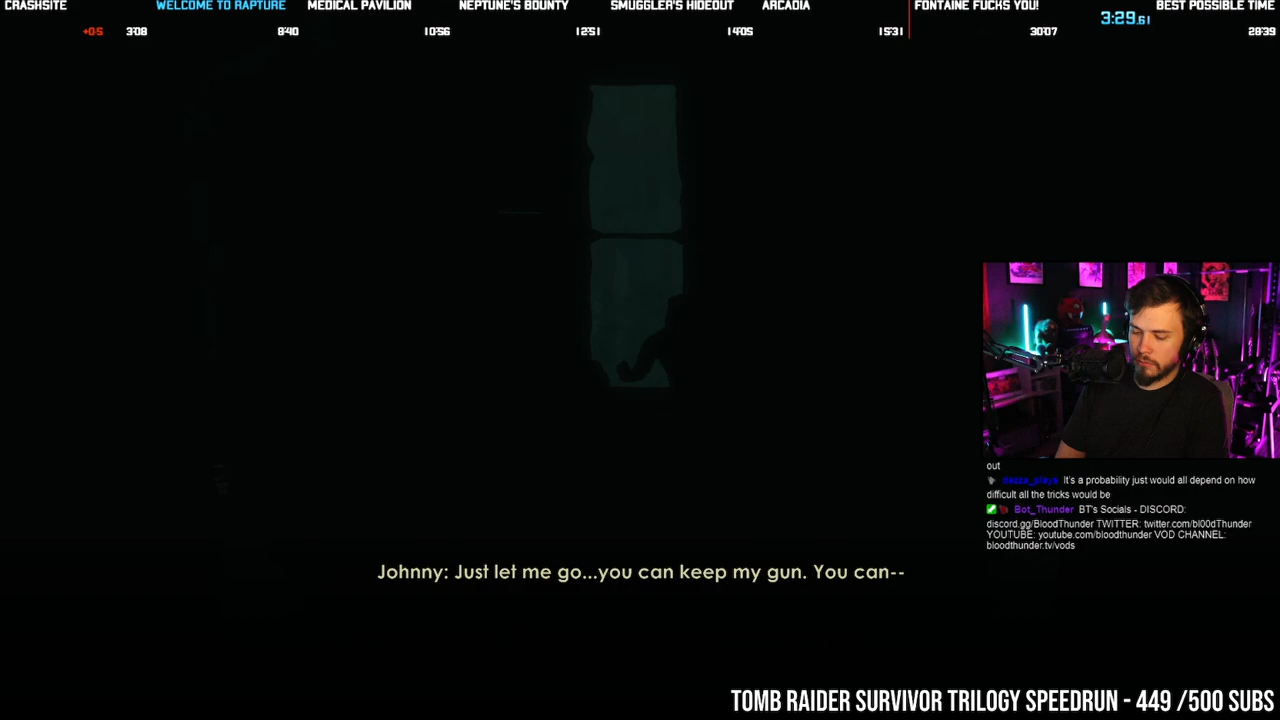 CRASHSITE WELCOME TO RAPTURE MEDICAL PAVILION NEPTUNE'S BOUNTY SMUGGLER'S HIDEOUT ARCADIA FONTAINE FUCKS YOU! BEST POSSIBLE TIME
3:29.61
+0.5 3:08 8:40 10:56 12:51 14:05 15:31 30:07 28:39
out
dazza_plays It's a probability just would all depend on how
difficult all the tricks would be
Bot_Thunder BT's Socials - DISCORD:
discord.gg/BloodThunder TWITTER: twitter.com/bl00dThunder
YOUTUBE: youtube.com/bloodthunder VOD CHANNEL:
bloodthunder.tv/vods
Johnny: Just let me go...you can keep my gun. You can--
TOMB RAIDER SURVIVOR TRILOGY SPEEDRUN - 449 /500 SUBS